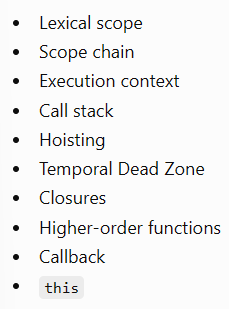 • Lexical scope
• Scope chain
• Execution context
• Call stack
• Hoisting
• Temporal Dead Zone
• Closures
• Higher-order functions
• Callback
• this